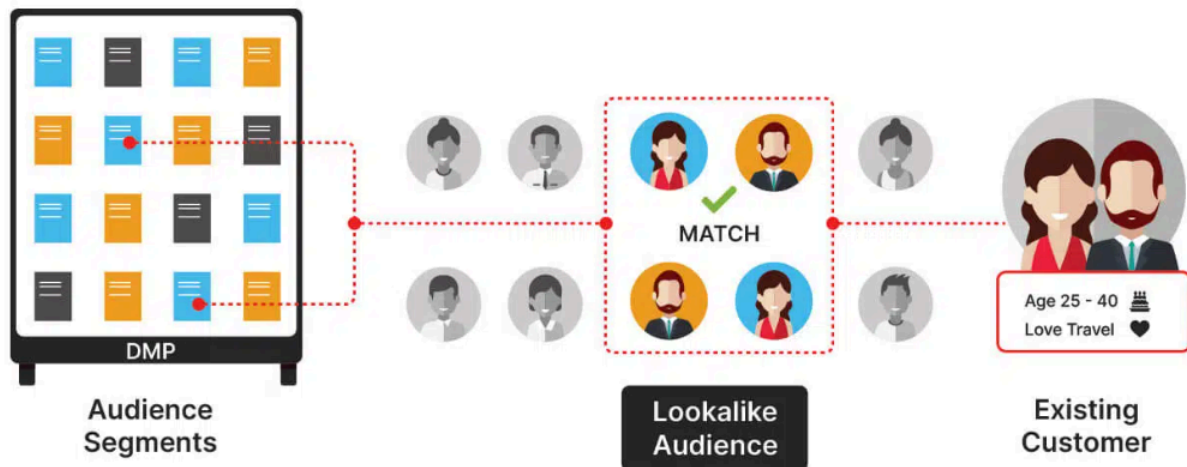 DMP
Audience
Segments
MATCH
Lookalike
Audience
Age 25 - 40
Love Travel
Existing
Customer